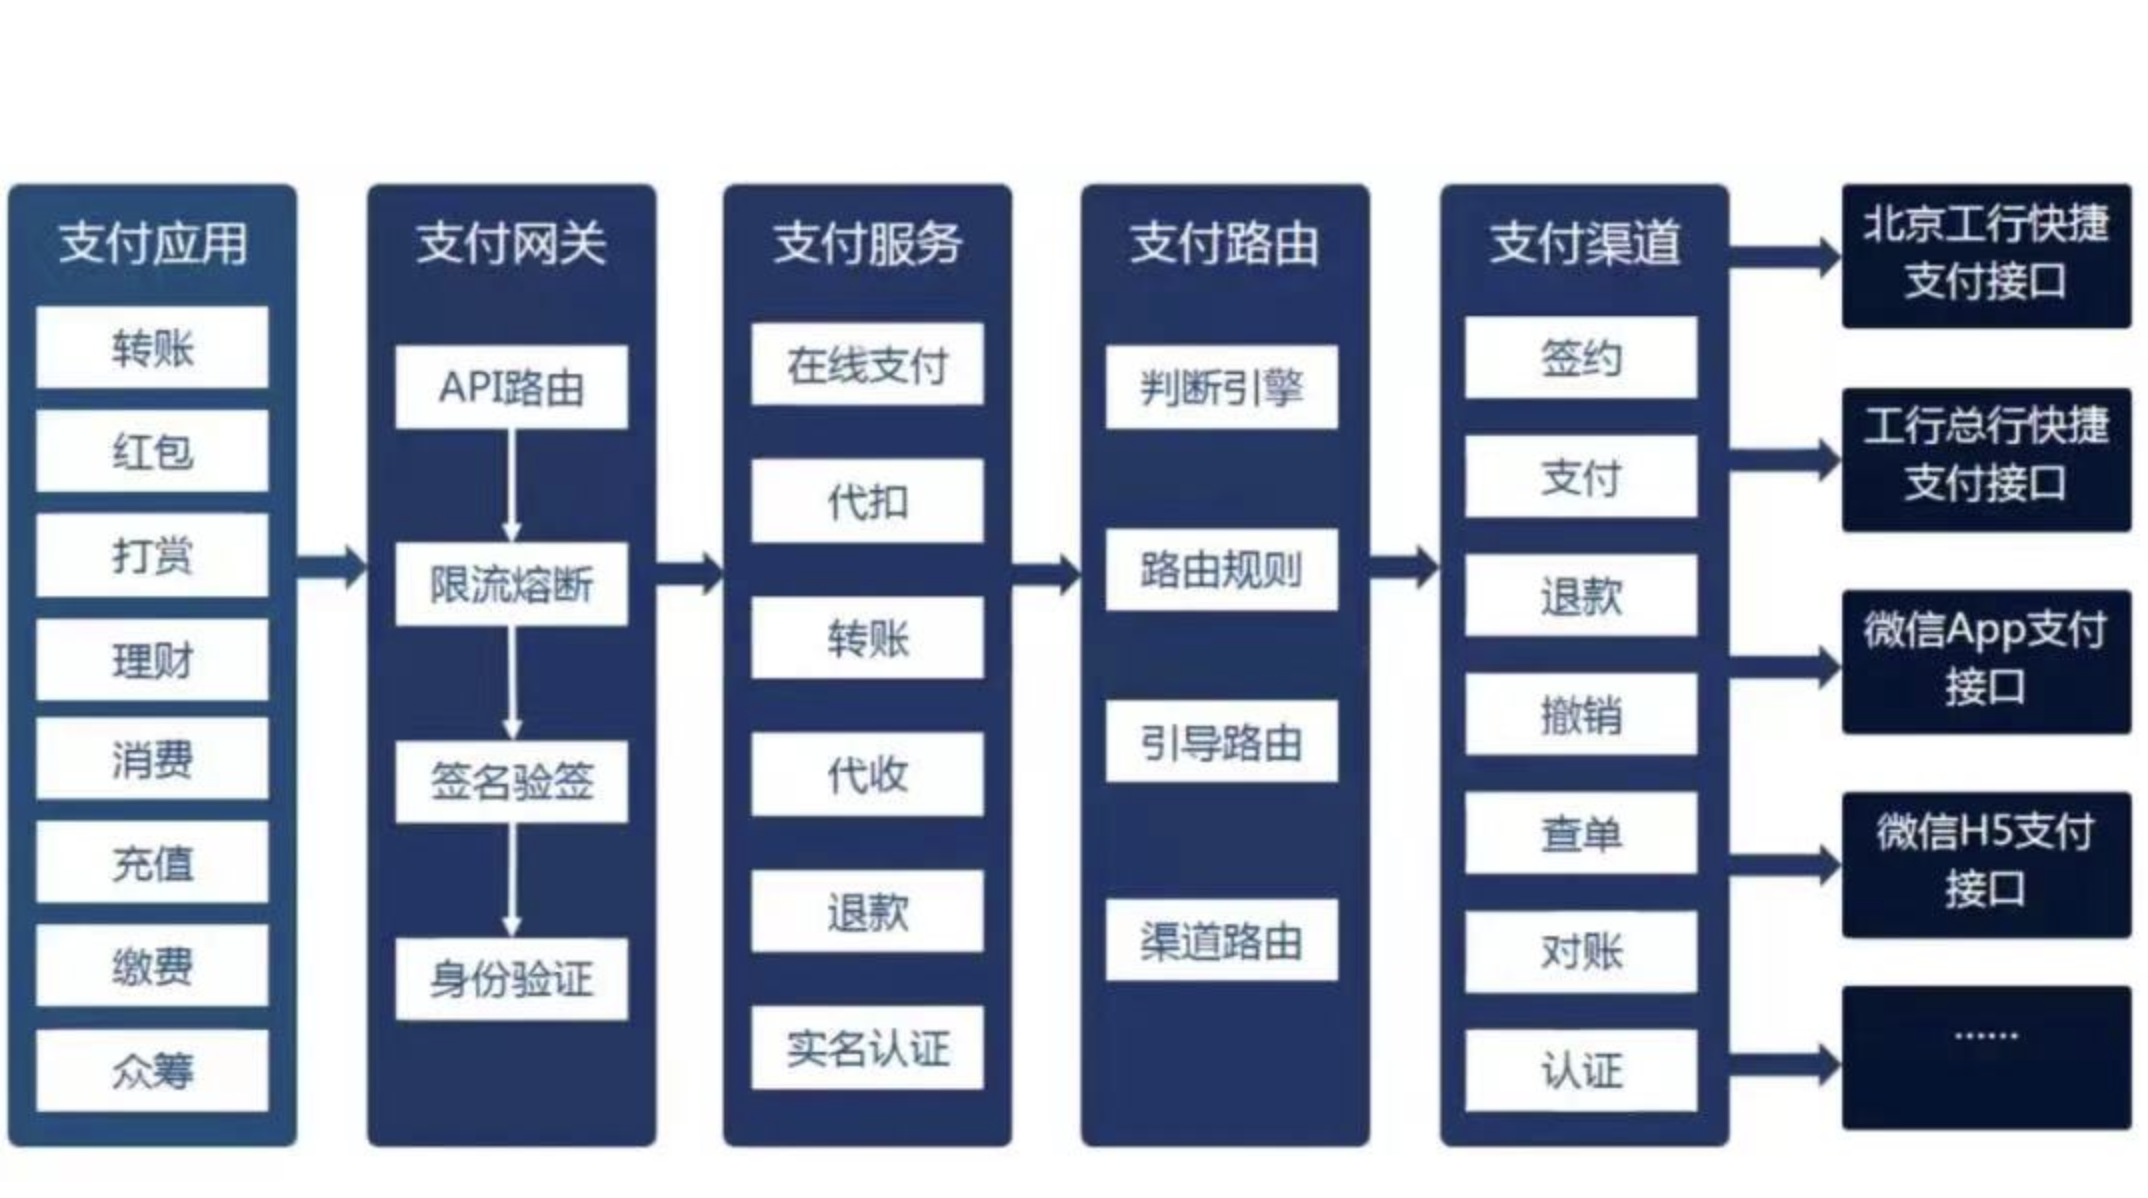 支付应用
转账
红包
打赏
理财
消费
充值
缴费
众筹
支付网关
API路由
限流熔断
签名验签
身份验证
支付服务
在线支付
代扣
转账
代收
退款
实名认证
支付路由
判断引擎
路由规则
引导路由
渠道路由
支付渠道
签约
支付
退款
撤销
查单
对账
认证
北京工行快捷
支付接口
工行总行快捷
支付接口
微信App支付
接口
微信H5支付
接口
······